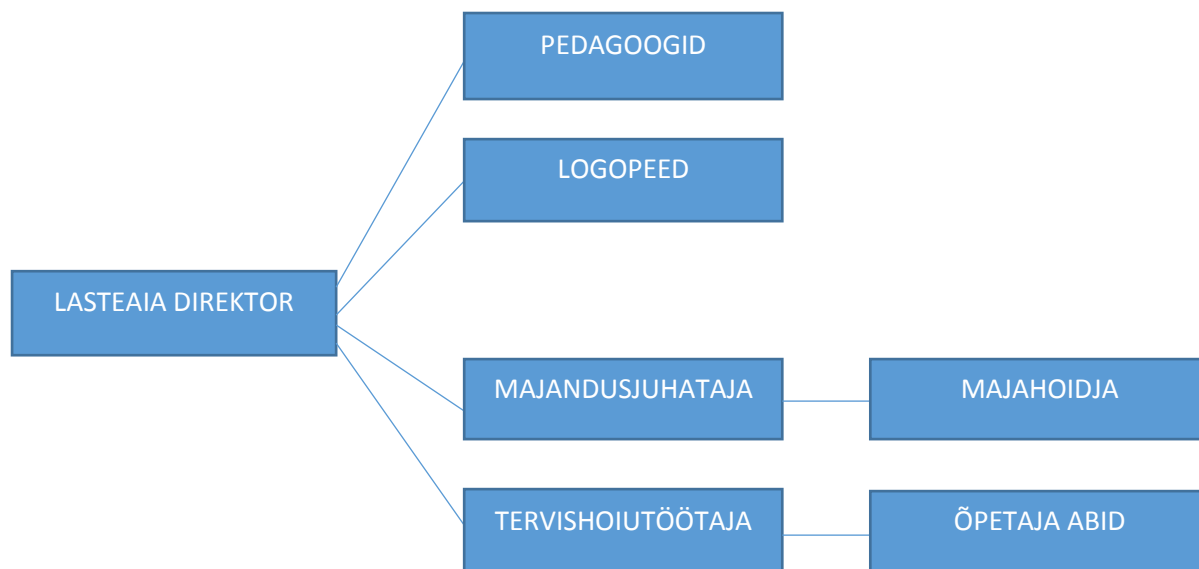 PEDAGOOGID
LOGOPEED
LASTEAIA DIREKTOR
MAJANDUSJUHATAJA
MAJAHOIDJA
TERVISHOIUTÖÖTAJA
ÕPETAJA ABID